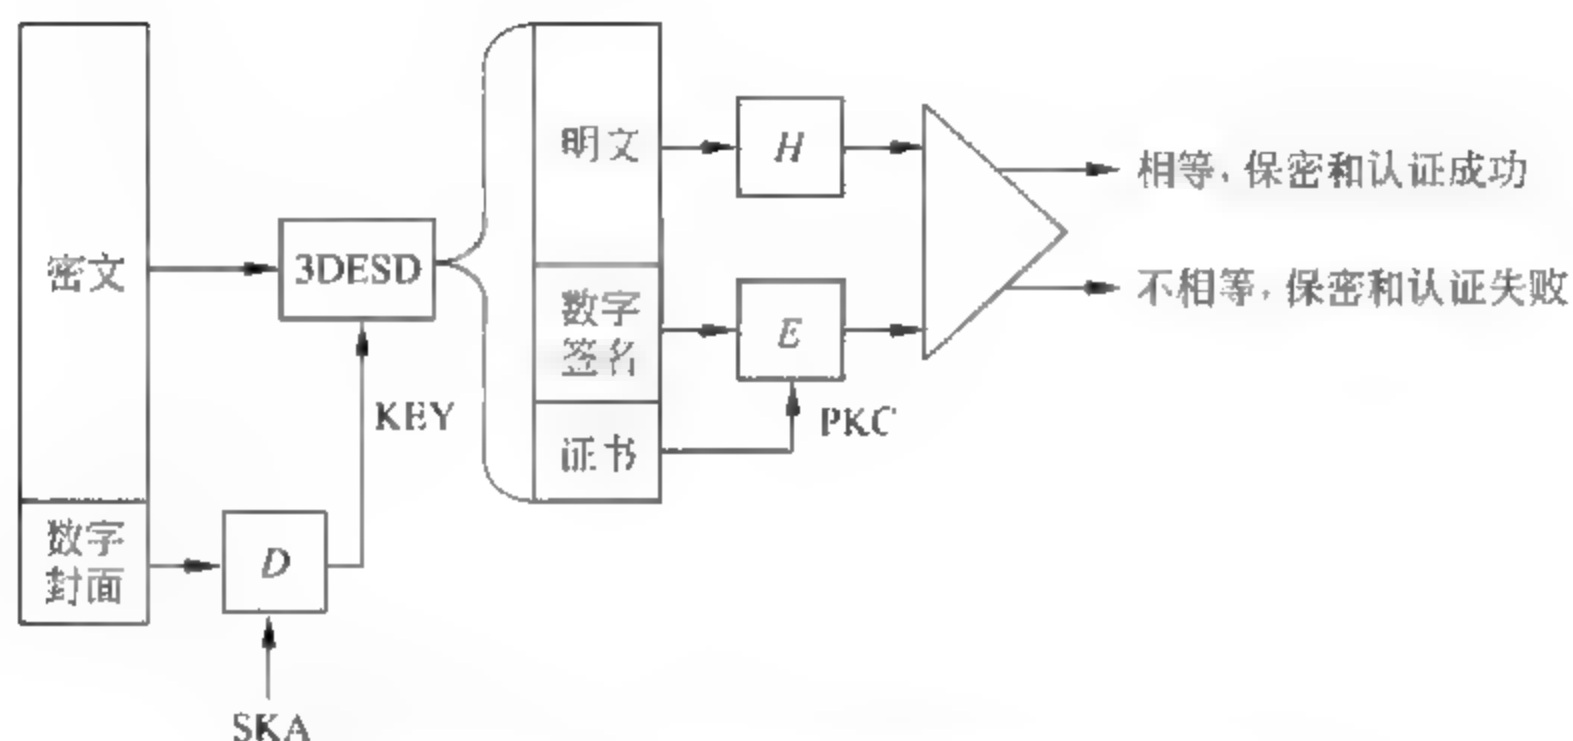 密文
数字
封面
D
SKA
3DESD
KEY
明文
数字
签名
证书
H
E
PKC
相等,保密和认证成功
不相等,保密和认证失败